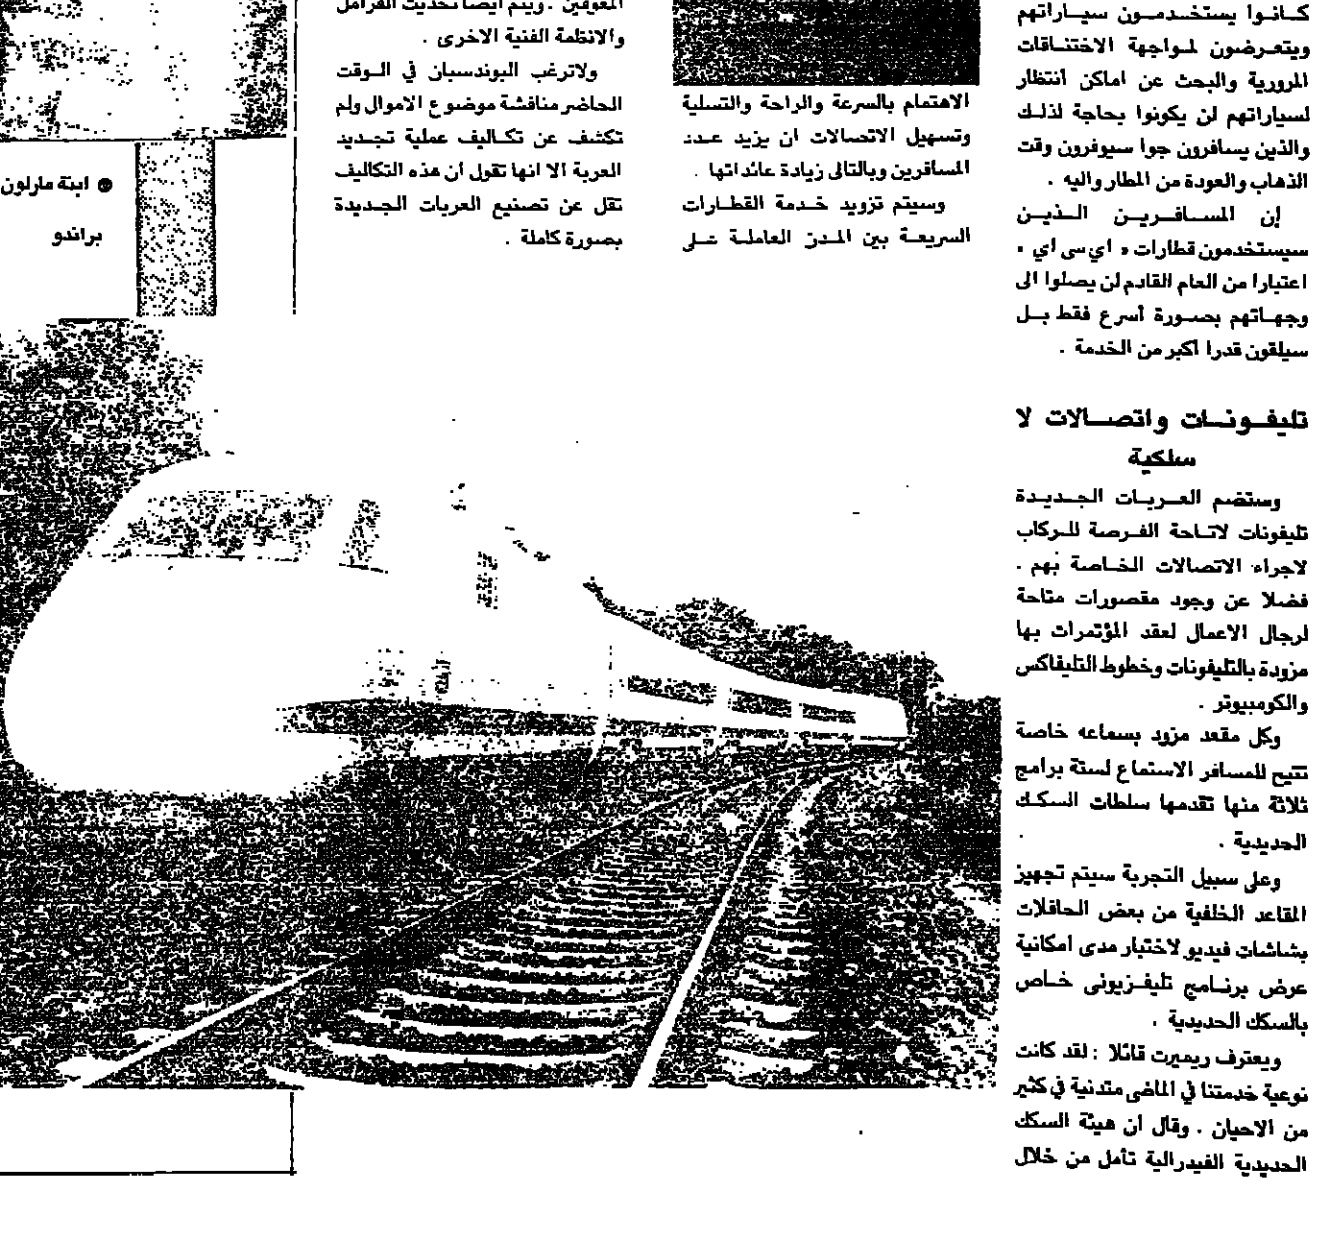 كانوا يستخدمون سياراتهم
ويتعرضون لمواجهة الاختناقات
المرورية والبحث عن اماكن أنتظار
لسياراتهم لن يكونوا بحاجة لذلك
والذين يسافرون جوا سيوفرون وقت
الذهاب والعودة من المطار واليه .
إن المسافرين الذين
سيستخدمون قطارات « اي سى اي »
اعتبارا من العام القادم لن يصلوا الى
وجهاتهم بصورة أسرع فقط بل
سيلقون قدرا اكبر من الخدمة .
تليفونات واتصالات لا
سلكية
وستضم العربات الجديدة
تليفونات لاتاحة الفرصة للركاب
لاجراء الاتصالات الخاصة بهم .
فضلا عن وجود مقصورات متاحة
لرجال الاعمال لعقد المؤتمرات بها
مزودة بالتليفونات وخطوط التليفاكس
والكومبيوتر .
وكل مقعد مزود بسماعه خاصة
تتيح للمسافر الاستماع لستة برامج
ثلاثة منها تقدمها سلطات السكك
الحديدية .
وعلى سبيل التجربة سيتم تجهيز
المقاعد الخلفية من بعض الحافلات
بشاشات فيديو لاختبار مدى امكانية
عرض برنامج تليفزيونى خاص
بالسكك الحديدية .
ويعترف ريميرت قائلا : لقد كانت
نوعية خدمتنا في الماضى متدنية في كثير
من الاحيان . وقال أن هيئة السكك
الحديدية الفيدرالية تأمل من خلال
الاهتمام بالسرعة والراحة والتسلية
وتسهيل الاتصالات ان يزيد عدد
المسافرين وبالتالى زيادة عائداتها .
وسيتم تزويد خدمة القطارات
السريعة بين المدن العاملة على
المعوقين . ويتم ايضا تحديث الفرامل
والانظمة الفنية الاخرى .
ولاترغب البوندسبان في الوقت
الحاضر مناقشة موضوع الاموال ولم
تكشف عن تكاليف عملية تجديد
العربة الا انها تقول أن هذه التكاليف
تقل عن تصنيع العربات الجديدة
بصورة كاملة .
● ابنة مارلون
براندو